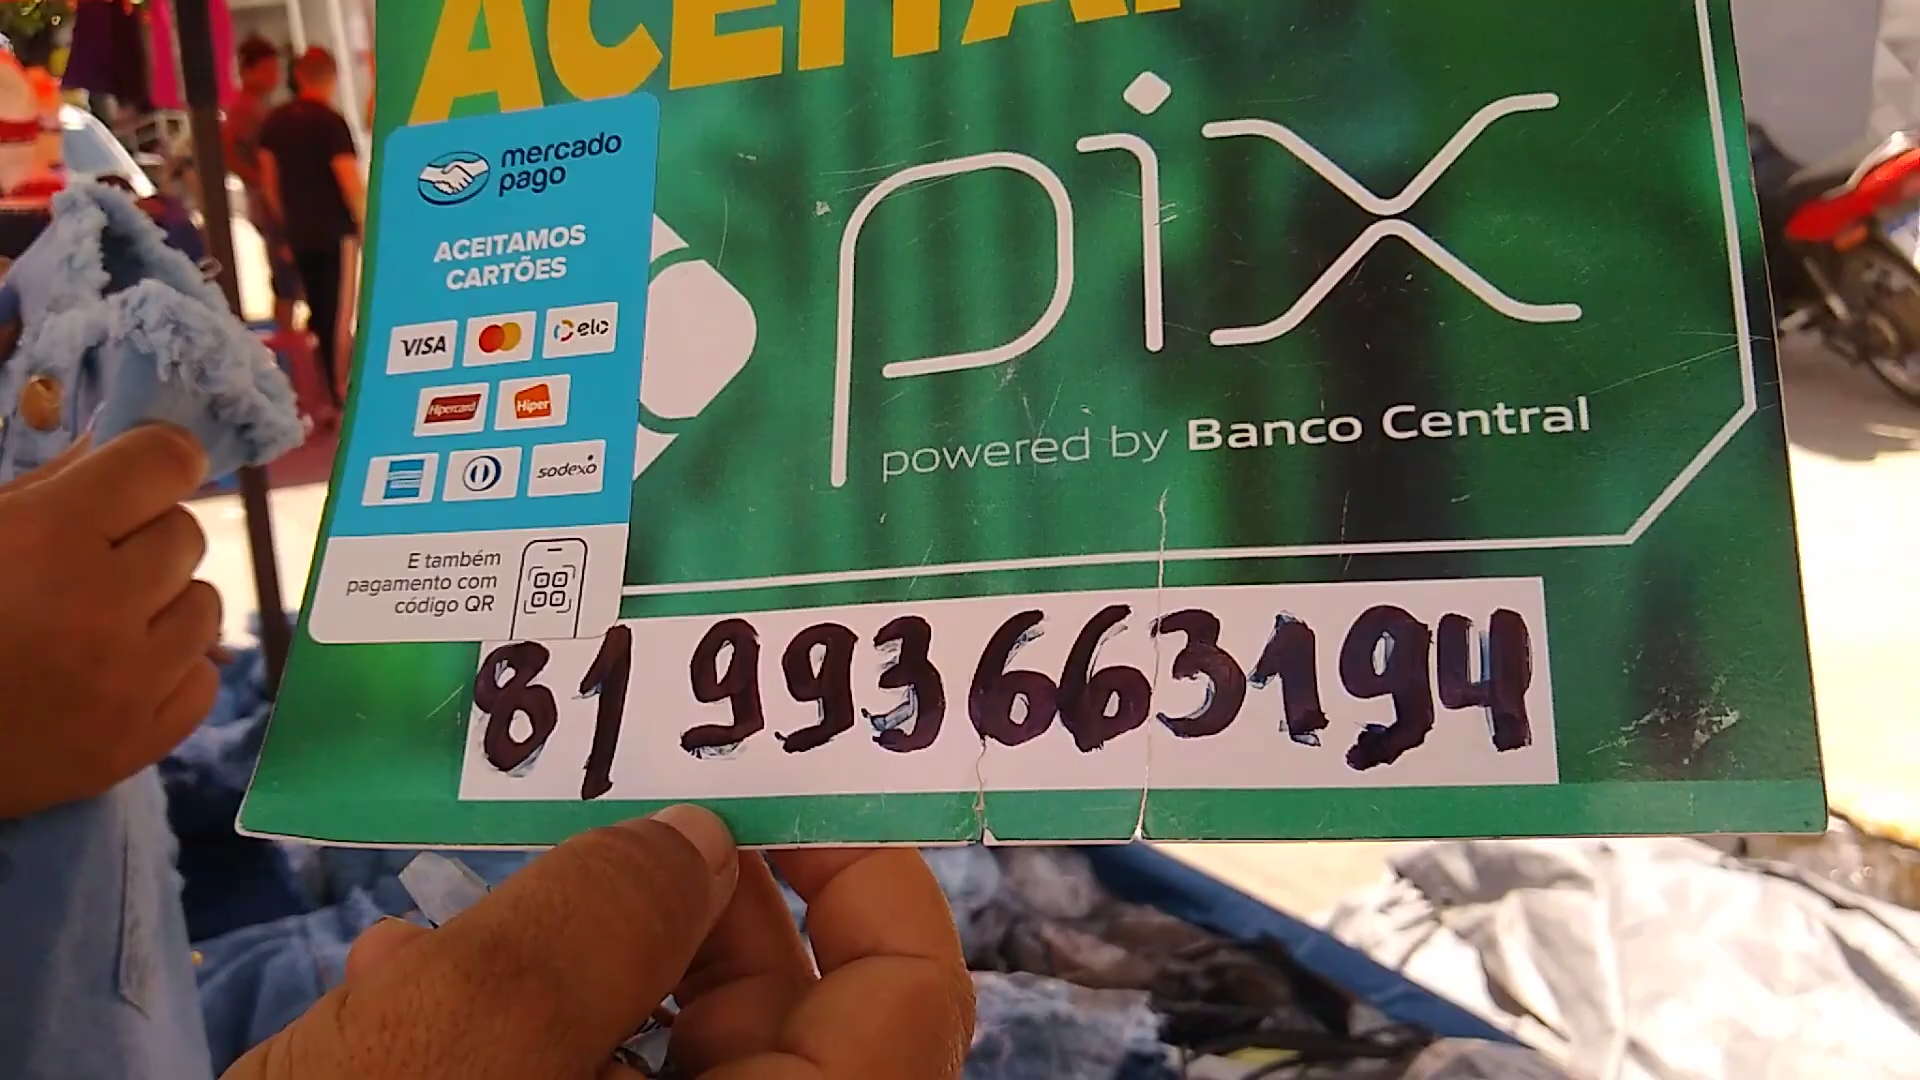 mercado
pago
ACEITAMOS
CARTÕES
VISA
elo
Hipercard
Hiper
sodexo
E também
pagamento com
código QR
pix
powered by Banco Central
81 993663194